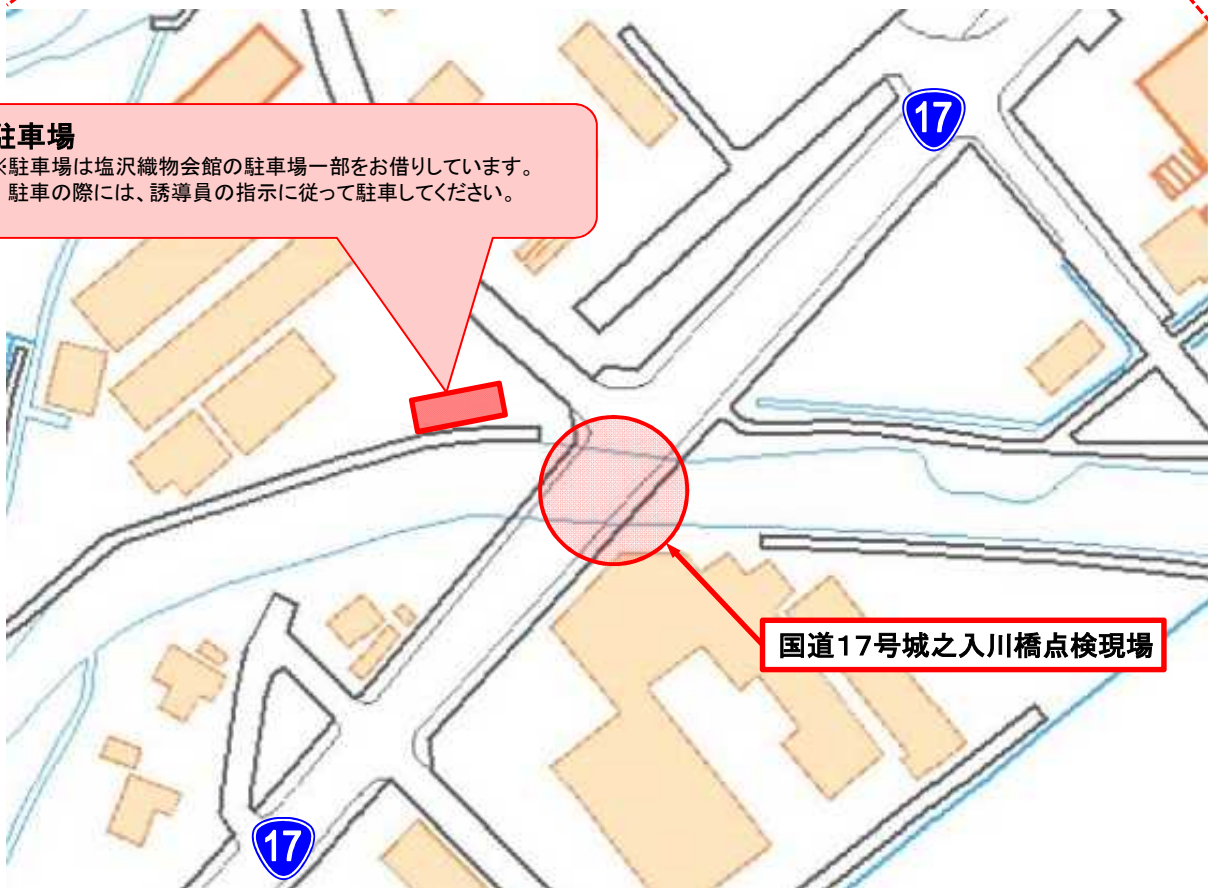 17
駐車場
※駐車場は塩沢織物会館の駐車場一部をお借りしています。
駐車の際には、誘導員の指示に従って駐車してください。
国道17号城之入川橋点検現場
17